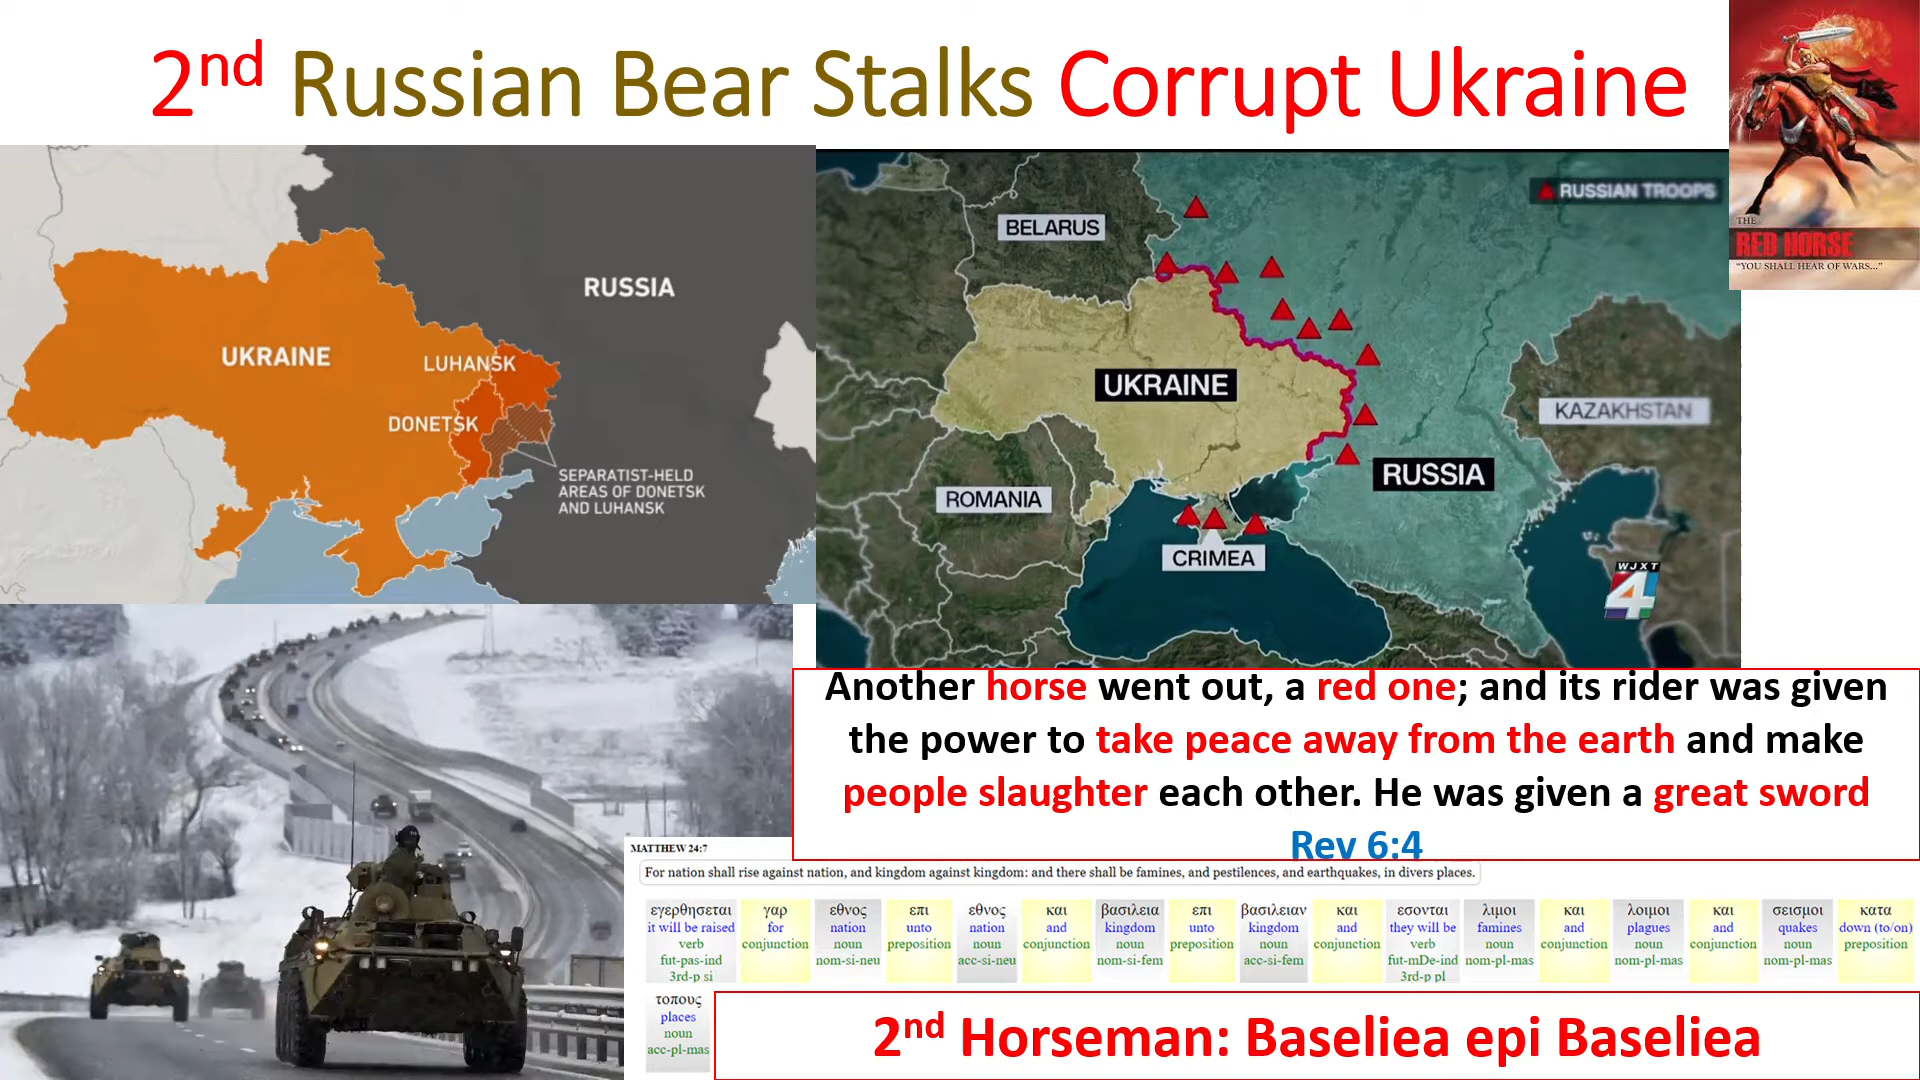 2nd Russian Bear Stalks Corrupt Ukraine
THE
RED HORSE
"YOU SHALL HEAR OF WARS..."
RUSSIA
UKRAINE
LUHANSK
DONETSK
SEPARATIST-HELD
AREAS OF DONETSK
AND LUHANSK
RUSSIAN TROOPS
BELARUS
UKRAINE
KAZAKHSTAN
RUSSIA
ROMANIA
CRIMEA
WJXT
4
Another horse went out, a red one; and its rider was given
the power to take peace away from the earth and make
people slaughter each other. He was given a great sword
Rev 6:4
MATTHEW 24:7
For nation shall rise against nation, and kingdom against kingdom: and there shall be famines, and pestilences, and earthquakes, in divers places.
εγερθησεται γαρ εθνος επι εθνος και βασιλεια επι βασιλειαν και εσονται λιμοι και λοιμοι και σεισμοι κατα
it will be raised for nation unto nation and kingdom unto kingdom and they will be famines and plagues and quakes down (to/on)
verb conjunction noun preposition noun conjunction noun preposition noun conjunction verb noun conjunction noun conjunction noun preposition
fut-pas-ind nom-si-neu acc-si-neu nom-si-fem acc-si-fem fut-mDe-ind nom-pl-mas nom-pl-mas nom-pl-mas
3rd-p si 3rd-p pl
τοπους
places
noun
acc-pl-mas
2nd Horseman: Baseliea epi Baseliea